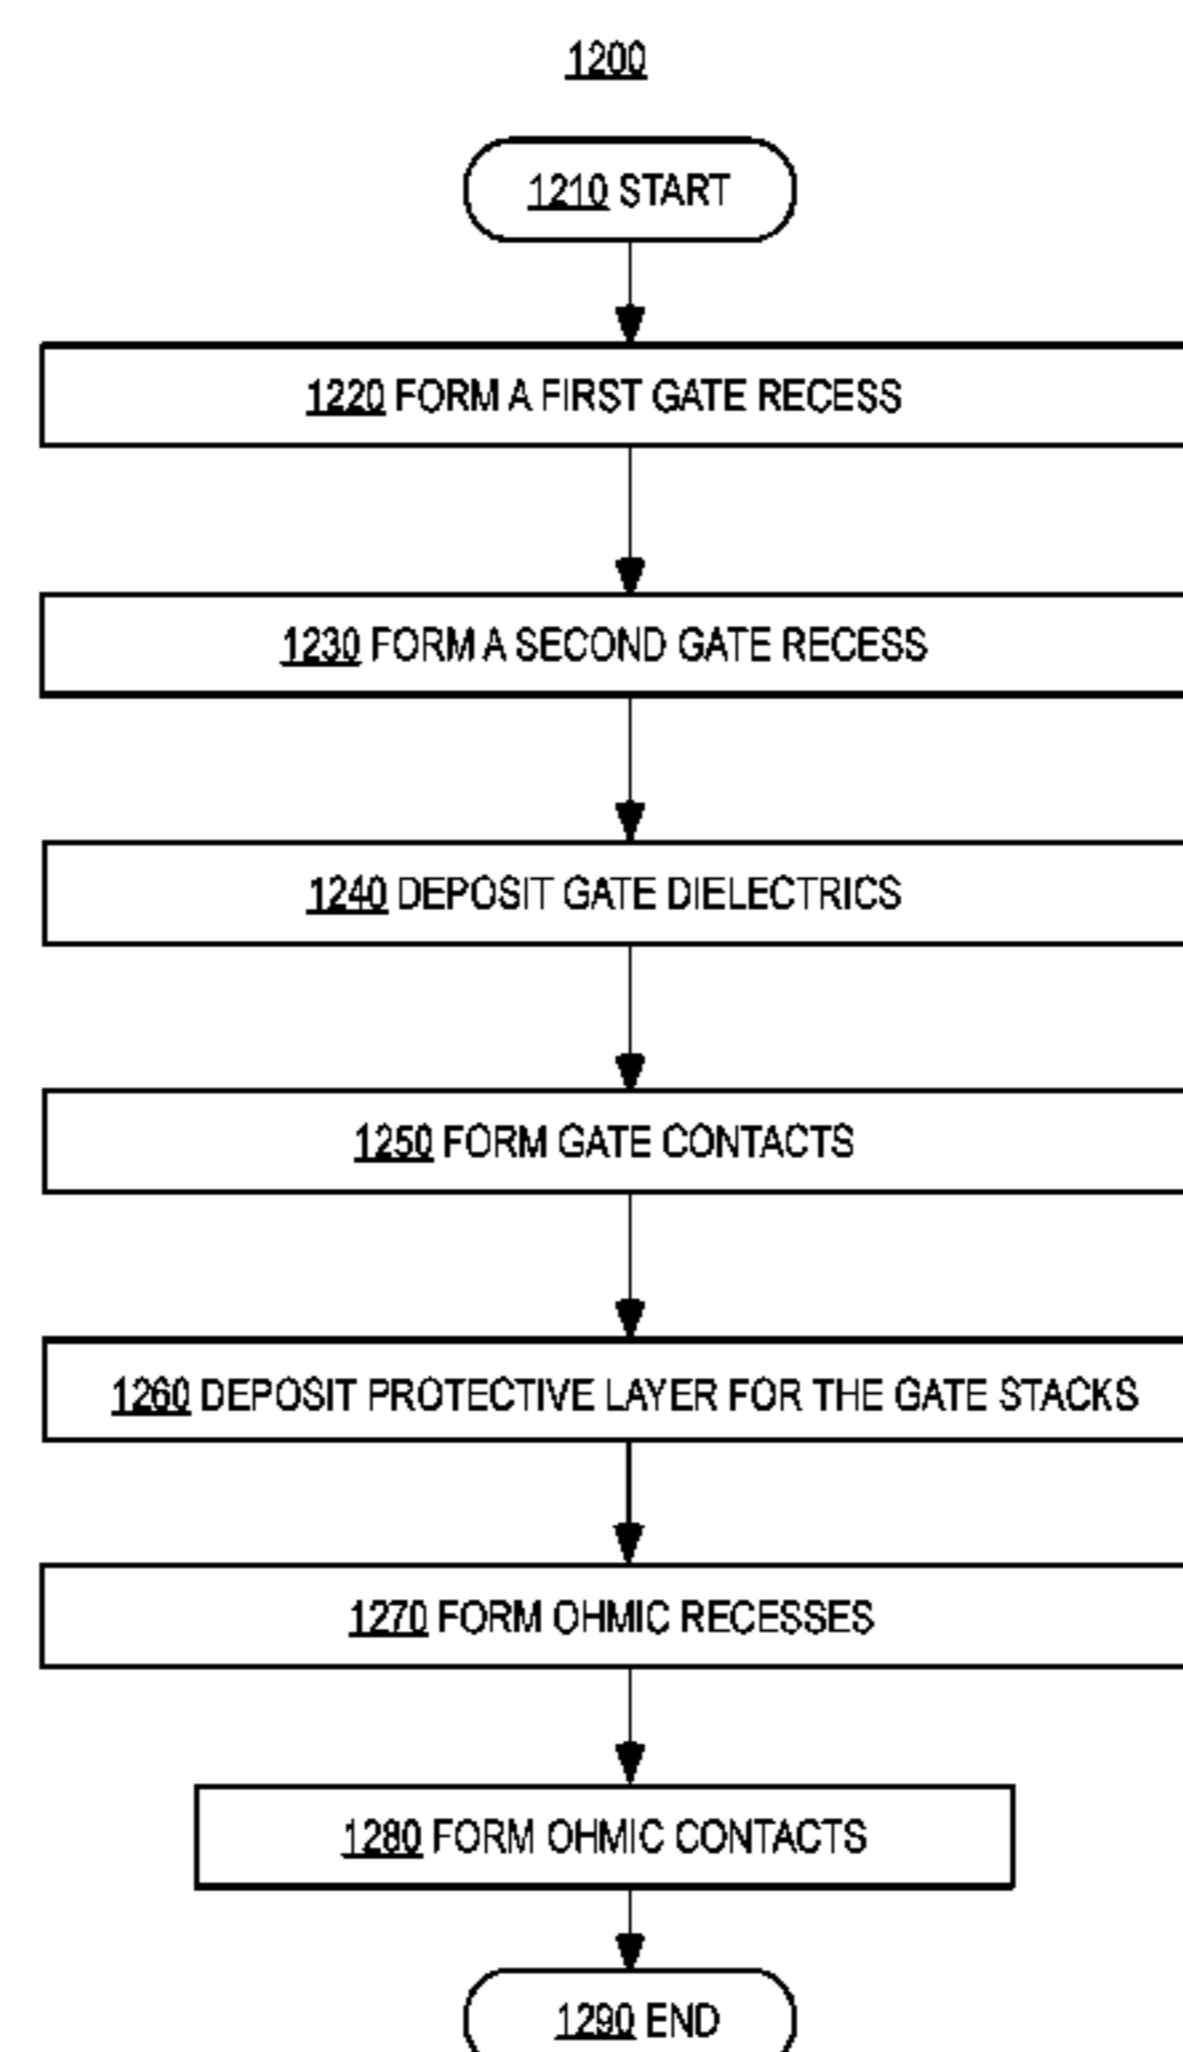 1200
1210 START
1220 FORM A FIRST GATE RECESS
1230 FORM A SECOND GATE RECESS
1240 DEPOSIT GATE DIELECTRICS
1250 FORM GATE CONTACTS
1260 DEPOSIT PROTECTIVE LAYER FOR THE GATE STACKS
1270 FORM OHMIC RECESSES
1280 FORM OHMIC CONTACTS
1290 END